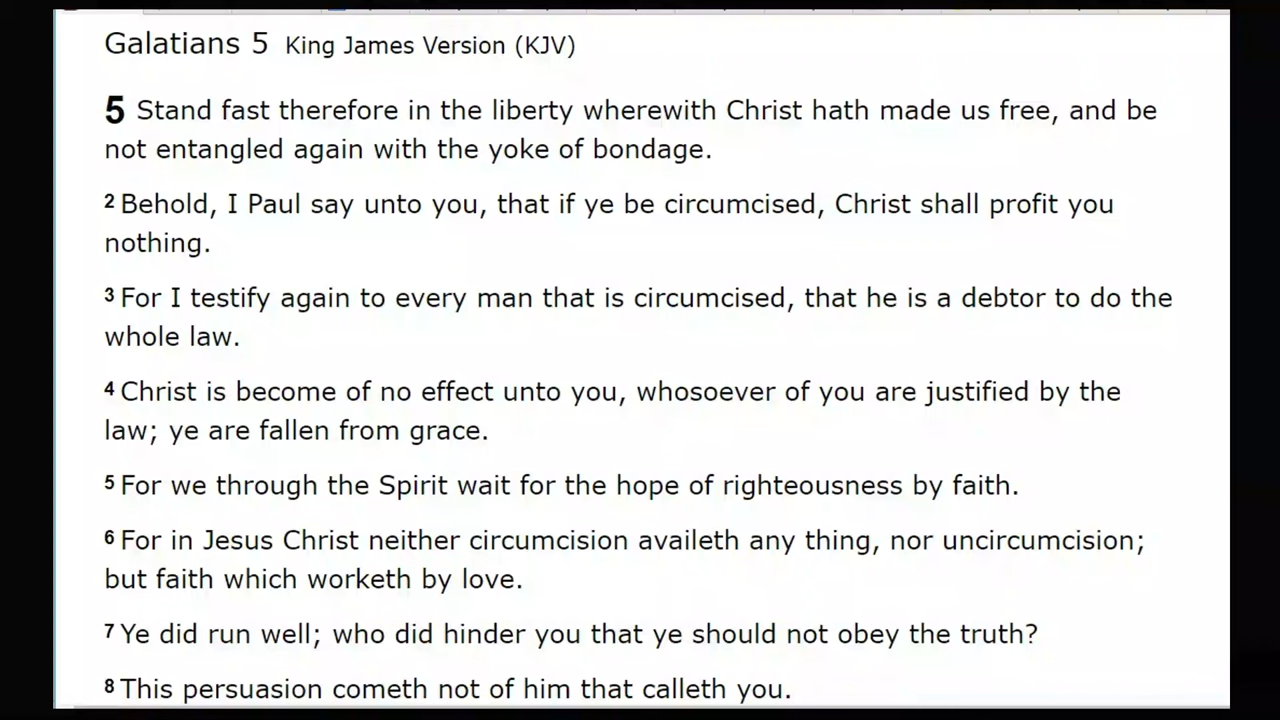 Galatians 5 King James Version (KJV)
5 Stand fast therefore in the liberty wherewith Christ hath made us free, and be
not entangled again with the yoke of bondage.
2 Behold, I Paul say unto you, that if ye be circumcised, Christ shall profit you
nothing.
3 For I testify again to every man that is circumcised, that he is a debtor to do the
whole law.
4 Christ is become of no effect unto you, whosoever of you are justified by the
law; ye are fallen from grace.
5 For we through the Spirit wait for the hope of righteousness by faith.
6 For in Jesus Christ neither circumcision availeth any thing, nor uncircumcision;
but faith which worketh by love.
7 Ye did run well; who did hinder you that ye should not obey the truth?
8 This persuasion cometh not of him that calleth you.